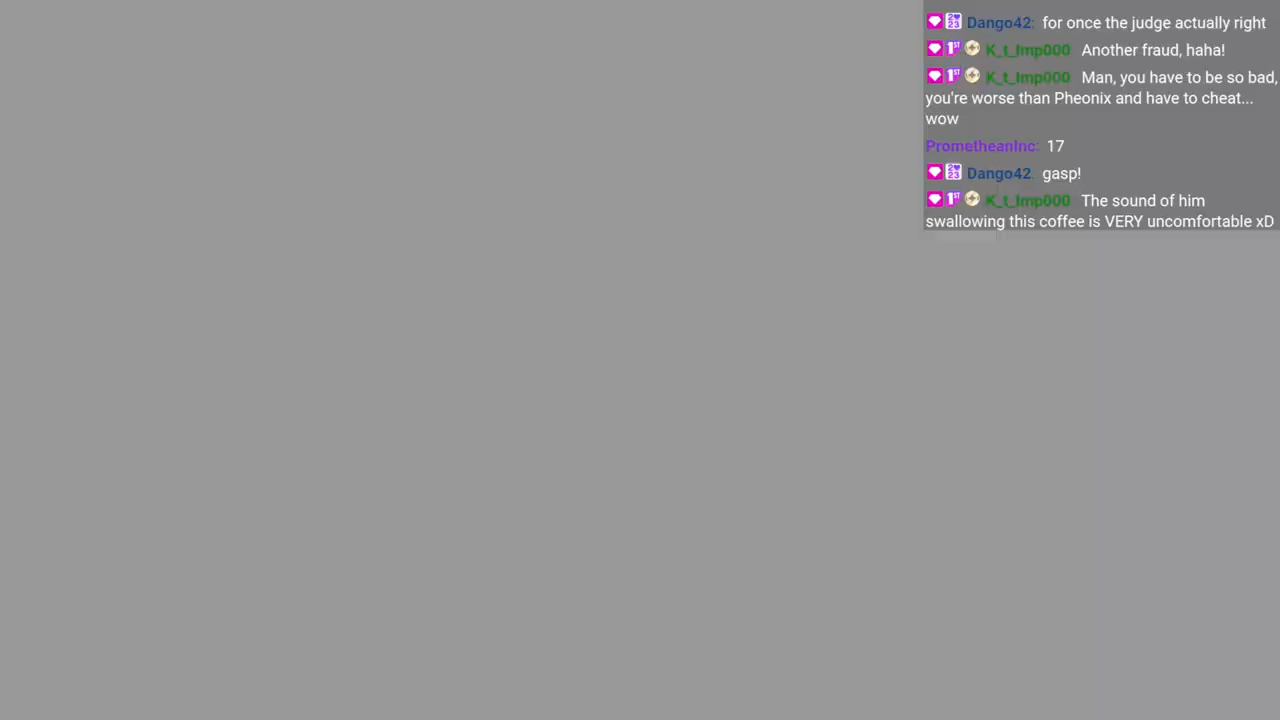 Dango42: for once the judge actually right
K_t_Imp000 Another fraud, haha!
K_t_Imp000 Man, you have to be so bad,
you're worse than Pheonix and have to cheat...
wow
PrometheanInc: 17
Dango42: gasp!
K_t_Imp000 The sound of him
swallowing this coffee is VERY uncomfortable xD